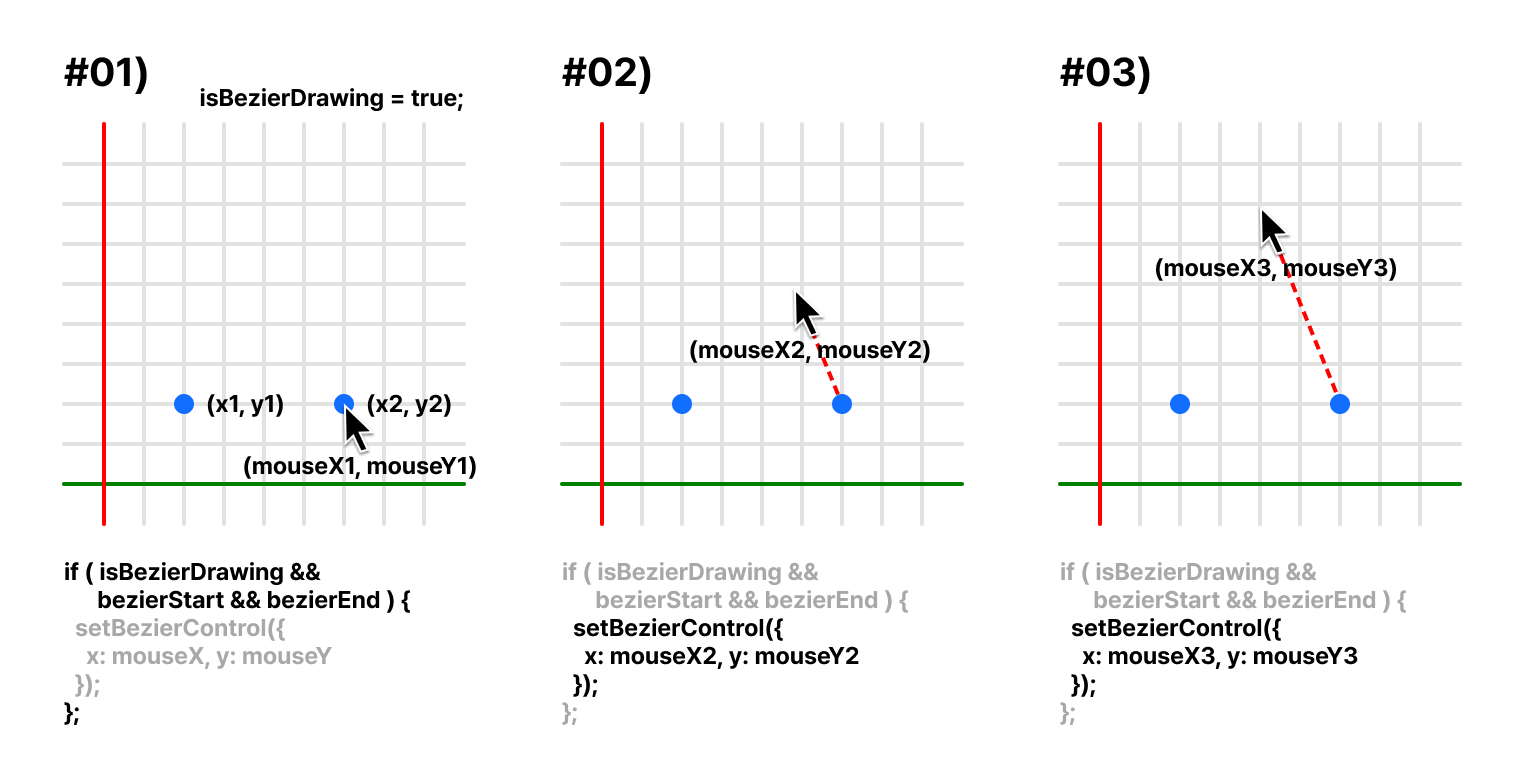 #01)
isBezierDrawing = true;
(x1, y1)
(x2, y2)
(mouseX1, mouseY1)
if ( isBezierDrawing &&
bezierStart && bezierEnd ) {
setBezierControl({
x: mouseX, y: mouseY
});
};
#02)
(mouseX2, mouseY2)
if ( isBezierDrawing &&
bezierStart && bezierEnd ) {
setBezierControl({
x: mouseX2, y: mouseY2
});
};
#03)
(mouseX3, mouseY3)
if ( isBezierDrawing &&
bezierStart && bezierEnd ) {
setBezierControl({
x: mouseX3, y: mouseY3
});
};